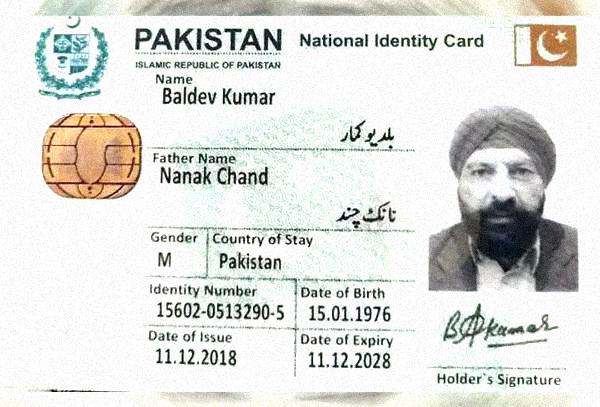 PAKISTAN National Identity Card
ISLAMIC REPUBLIC OF PAKISTAN
Name
Baldev Kumar
بلدیو کمار
Father Name
Nanak Chand
نانک چند
Gender Country of Stay
M Pakistan
Identity Number Date of Birth
15602-0513290-5 15.01.1976
Date of Issue Date of Expiry
11.12.2018 11.12.2028
kumar
Holder`s Signature